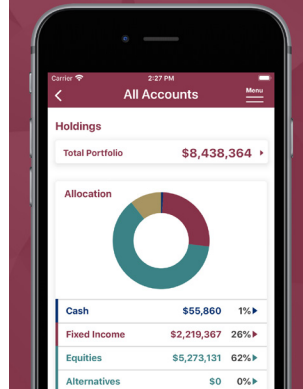 Carrier 2:27 PM
All Accounts Menu
Holdings
Total Portfolio $8,438,364
Allocation
Cash $55,860 1%
Fixed Income $2,219,367 26%
Equities $5,273,131 62%
Alternatives $0 0%